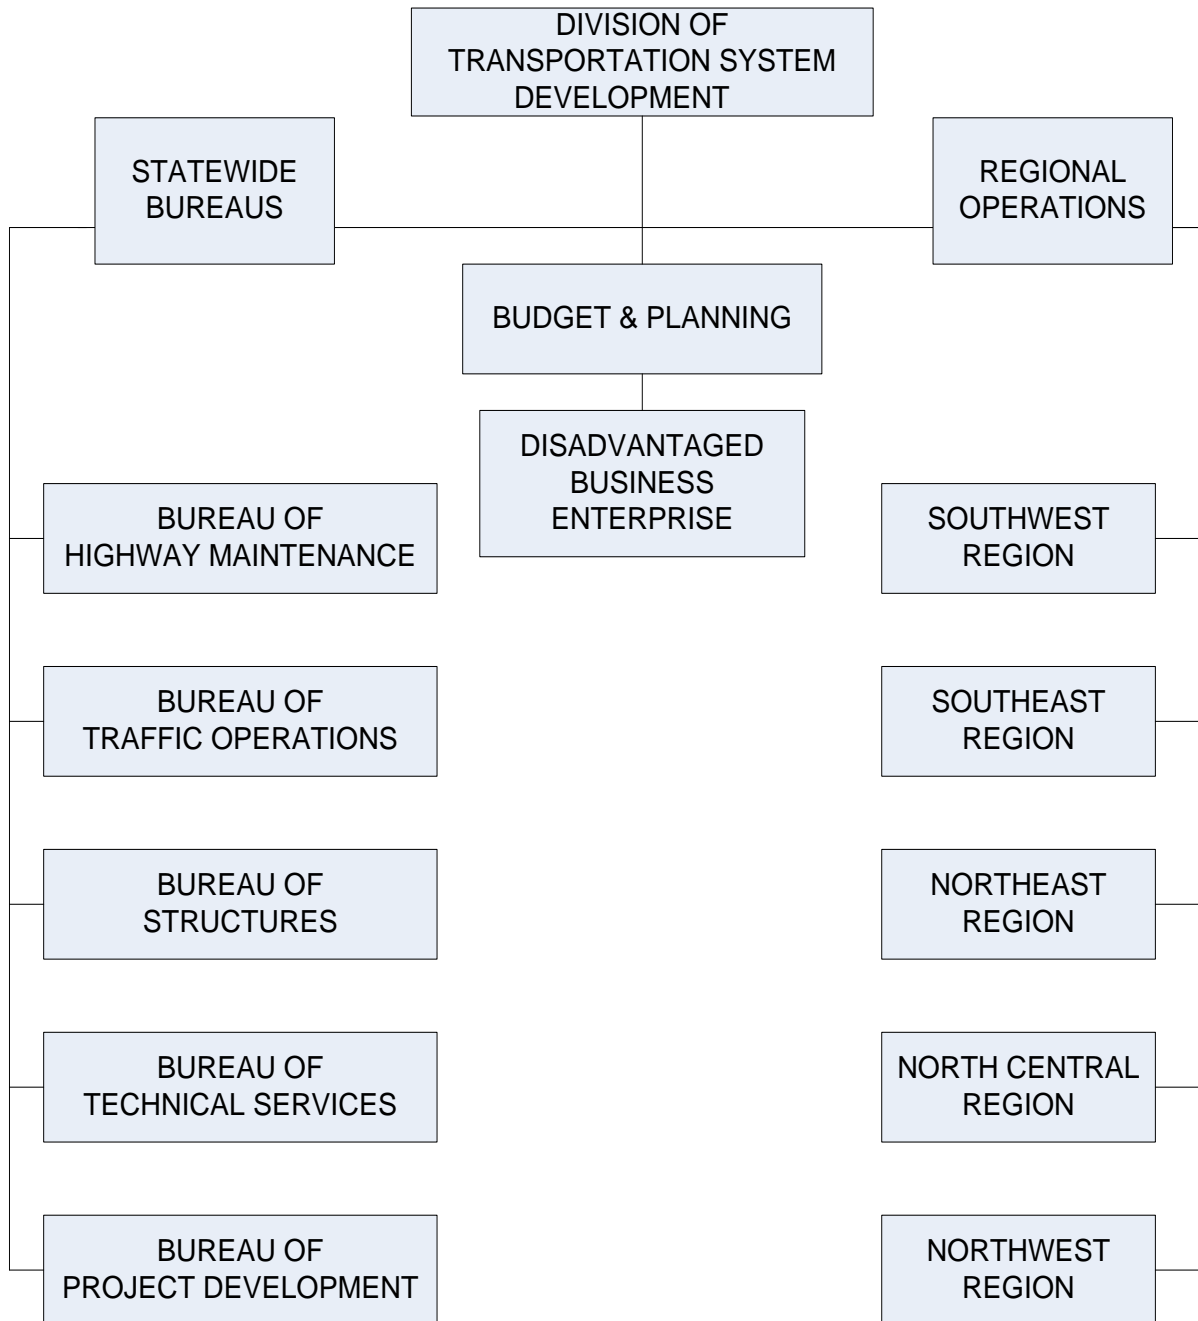 DIVISION OF
TRANSPORTATION SYSTEM
DEVELOPMENT
STATEWIDE
BUREAUS
REGIONAL
OPERATIONS
BUDGET & PLANNING
DISADVANTAGED
BUSINESS
ENTERPRISE
BUREAU OF
HIGHWAY MAINTENANCE
SOUTHWEST
REGION
BUREAU OF
TRAFFIC OPERATIONS
SOUTHEAST
REGION
BUREAU OF
STRUCTURES
NORTHEAST
REGION
BUREAU OF
TECHNICAL SERVICES
NORTH CENTRAL
REGION
BUREAU OF
PROJECT DEVELOPMENT
NORTHWEST
REGION